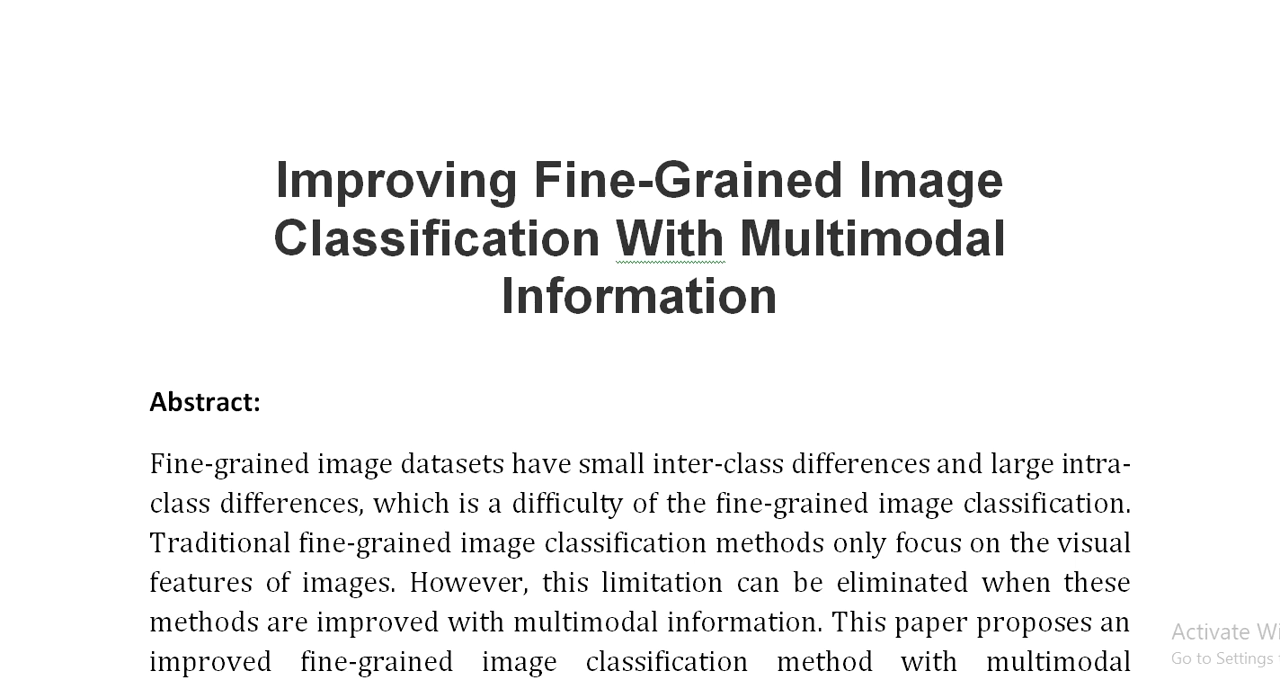 Improving Fine-Grained Image
Classification With Multimodal
Information
Abstract:
Fine-grained image datasets have small inter-class differences and large intra-
class differences, which is a difficulty of the fine-grained image classification.
Traditional fine-grained image classification methods only focus on the visual
features of images. However, this limitation can be eliminated when these
methods are improved with multimodal information. This paper proposes an
improved fine-grained image classification method with multimodal
Activate Wi
Go to Settings